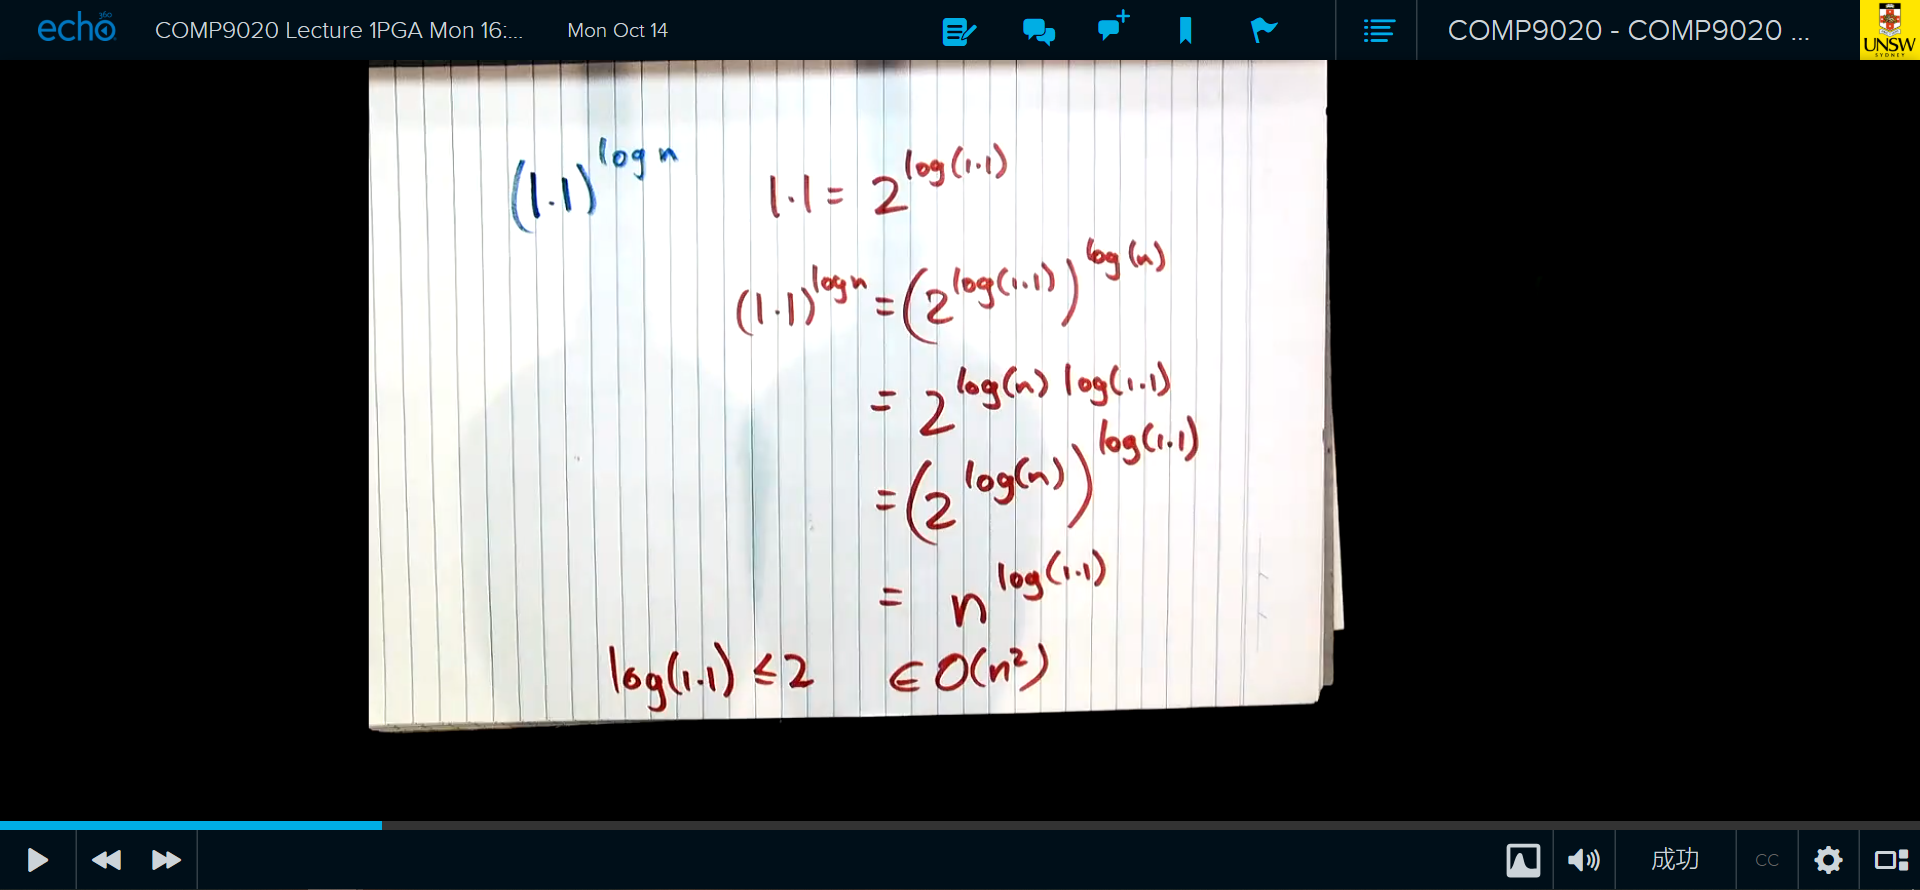 echo 360
COMP9020 Lecture 1PGA Mon 16:...
Mon Oct 14
COMP9020 - COMP9020 ...
UNSW
SYDNEY
(1.1)^{log n}
1.1 = 2^{log(1.1)}
(1.1)^{log n} = (2^{log(1.1)})^{log(n)}
= 2^{log(n) log(1.1)}
= (2^{log(n)})^{log(1.1)}
= n^{log(1.1)}
log(1.1) ≤ 2 ∈ O(n²)
成功
CC